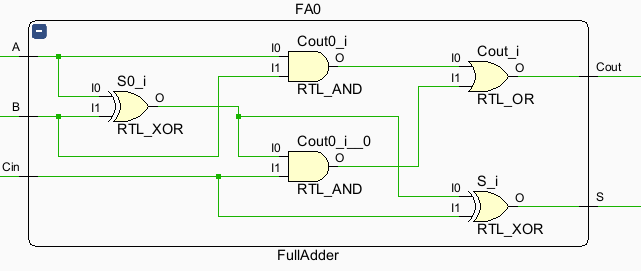 FA0
A
B
Cin
S0_i
I0
I1
O
RTL_XOR
Cout0_i
I0
I1
O
RTL_AND
Cout0_i__0
I0
I1
O
RTL_AND
Cout_i
I0
I1
O
RTL_OR
S_i
I0
I1
O
RTL_XOR
Cout
S
FullAdder